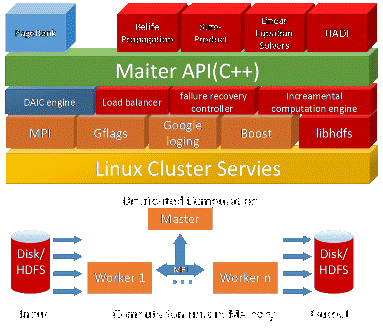 PageRank
Belife
Propagation
Product
Linear
Equation
Solvers
HADI
Maiter API(C++)
DAIC engine
Load balancer
failure recovery
controller
Increamental
computation engine
MPI
Gflags
Google
loging
Boost
libhdfs
Linux Cluster Servies
Distributed Computation
Master
Disk/
HDFS
Worker 1
MPI
Worker n
Disk/
HDFS
Input
Computation in Memory
Output